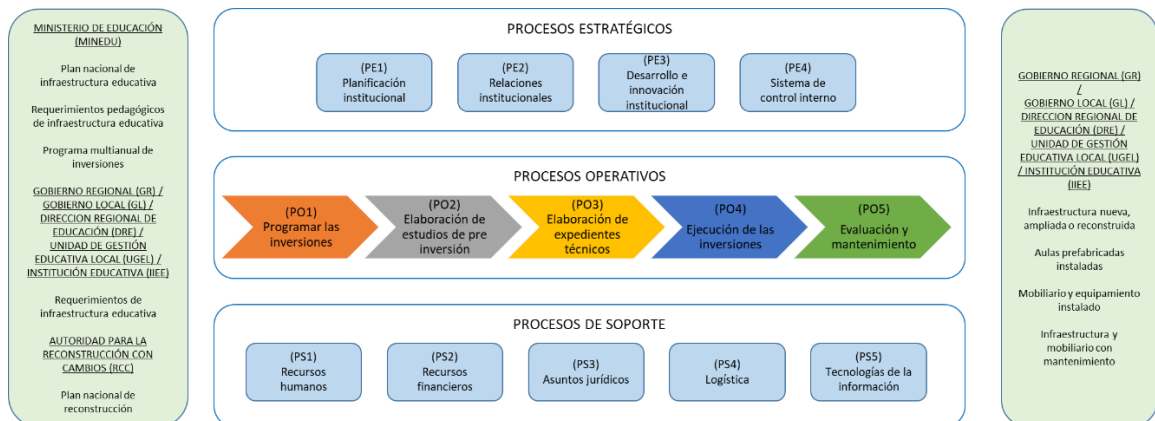 MINISTERIO DE EDUCACIÓN
(MINEDU)
Plan nacional de
infraestructura educativa
Requerimientos pedagógicos
de infraestructura educativa
Programa multianual de
inversiones
GOBIERNO REGIONAL (GR) /
GOBIERNO LOCAL (GL) /
DIRECCION REGIONAL DE
EDUCACIÓN (DRE) /
UNIDAD DE GESTIÓN
EDUCATIVA LOCAL (UGEL) /
INSTITUCIÓN EDUCATIVA (IIEE)
Requerimientos de
infraestructura educativa
AUTORIDAD PARA LA
RECONSTRUCCIÓN CON
CAMBIOS (RCC)
Plan nacional de
reconstrucción
PROCESOS ESTRATÉGICOS
(PE1)
Planificación
institucional
(PE2)
Relaciones
institucionales
(PE3)
Desarrollo e
innovación
institucional
(PE4)
Sistema de
control interno
PROCESOS OPERATIVOS
(PO1)
Programar las
inversiones
(PO2)
Elaboración de
estudios de pre
inversión
(PO3)
Elaboración de
expedientes
técnicos
(PO4)
Ejecución de las
inversiones
(PO5)
Evaluación y
mantenimiento
PROCESOS DE SOPORTE
(PS1)
Recursos
humanos
(PS2)
Recursos
financieros
(PS3)
Asuntos jurídicos
(PS4)
Logística
(PS5)
Tecnologías de la
información
GOBIERNO REGIONAL (GR)
/
GOBIERNO LOCAL (GL) /
DIRECCION REGIONAL DE
EDUCACIÓN (DRE) /
UNIDAD DE GESTIÓN
EDUCATIVA LOCAL (UGEL)
/ INSTITUCIÓN EDUCATIVA
(IIEE)
Infraestructura nueva,
ampliada o reconstruida
Aulas prefabricadas
instaladas
Mobiliario y equipamiento
instalado
Infraestructura y
mobiliario con
mantenimiento